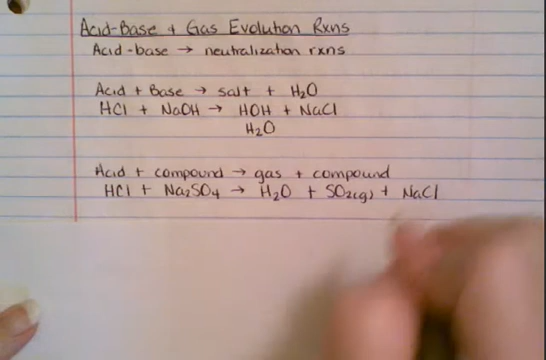 Acid-Base + Gas Evolution Rxns
Acid-base → neutralization rxns
Acid + Base → salt + H₂O
HCl + NaOH → HOH + NaCl
H₂O
Acid + compound → gas + compound
HCl + Na₂SO₄ → H₂O + SO₂(g) + NaCl